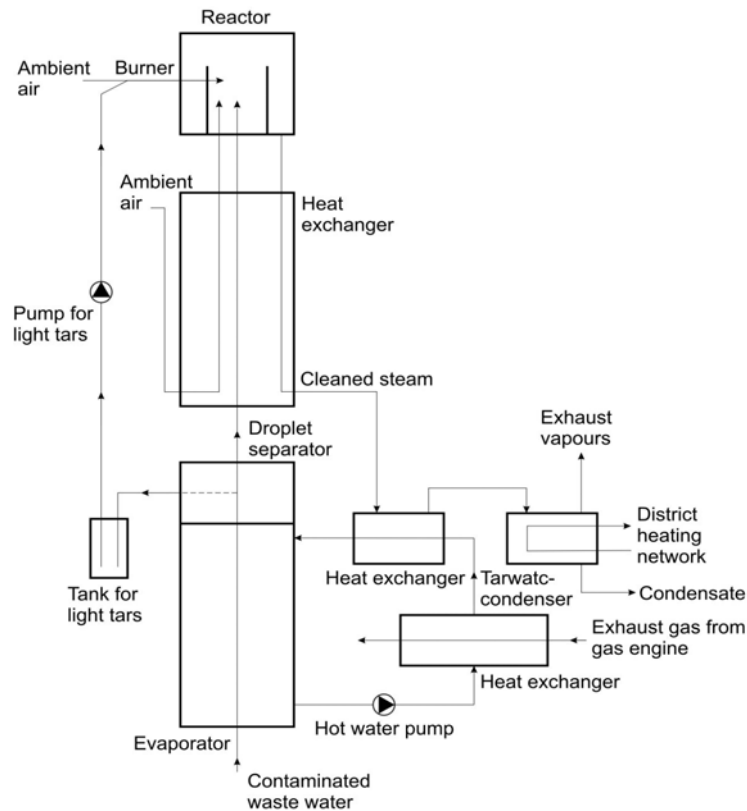 Reactor
Ambient
air
Burner
Ambient
air
Heat
exchanger
Pump for
light tars
Cleaned steam
Droplet
separator
Exhaust
vapours
District
heating
network
Tank for
light tars
Heat exchanger
Tarwatc-
condenser
Condensate
Exhaust gas from
gas engine
Heat exchanger
Hot water pump
Evaporator
Contaminated
waste water